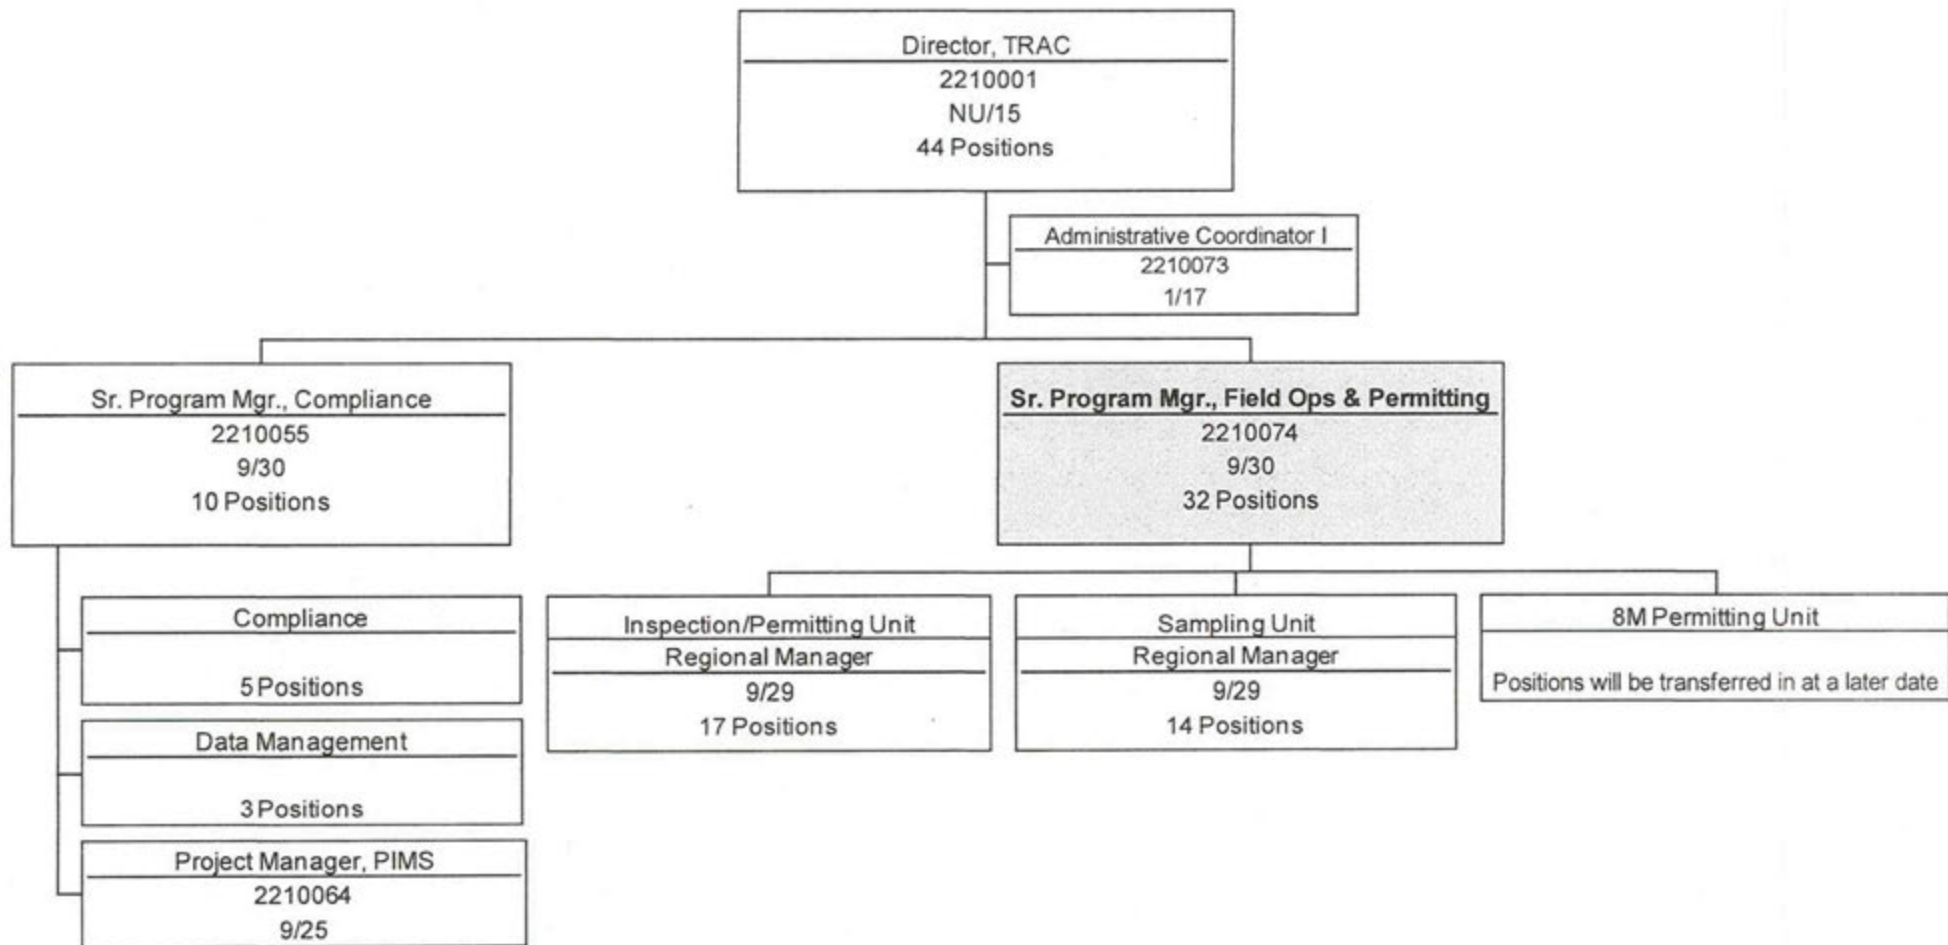 Director, TRAC
2210001
NU/15
44 Positions
Administrative Coordinator I
2210073
1/17
Sr. Program Mgr., Compliance
2210055
9/30
10 Positions
Sr. Program Mgr., Field Ops & Permitting
2210074
9/30
32 Positions
Compliance
5 Positions
Data Management
3 Positions
Project Manager, PIMS
2210064
9/25
Inspection/Permitting Unit
Regional Manager
9/29
17 Positions
Sampling Unit
Regional Manager
9/29
14 Positions
8M Permitting Unit
Positions will be transferred in at a later date